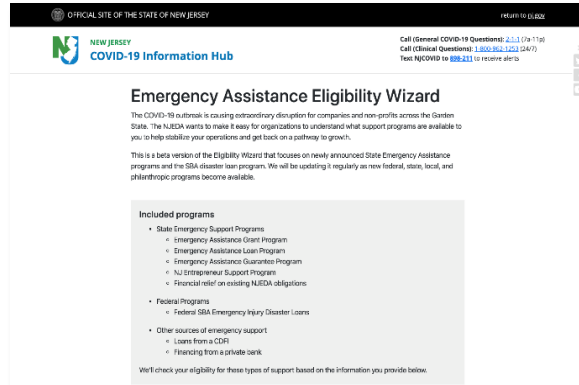 OFFICIAL SITE OF THE STATE OF NEW JERSEY
return to nj.gov
NJ
NEW JERSEY
COVID-19 Information Hub
Call (General COVID-19 Questions): 2-1-1 (7a-11p)
Call (Clinical Questions): 1-800-962-1253 (24/7)
Text NJCOVID to 898-211 to receive alerts
Emergency Assistance Eligibility Wizard
The COVID-19 outbreak is causing extraordinary disruption for companies and non-profits across the Garden
State. The NJEDA wants to make it easy for organizations to understand what support programs are available to
you to help stabilize your operations and get back on a pathway to growth.
This is a beta version of the Eligibility Wizard that focuses on newly announced State Emergency Assistance
programs and the SBA disaster loan program. We will be updating it regularly as new federal, state, local, and
philanthropic programs become available.
Included programs
• State Emergency Support Programs
◦ Emergency Assistance Grant Program
◦ Emergency Assistance Loan Program
◦ Emergency Assistance Guarantee Program
◦ NJ Entrepreneur Support Program
◦ Financial relief on existing NJEDA obligations
• Federal Programs
◦ Federal SBA Emergency Injury Disaster Loans
• Other sources of emergency support
◦ Loans from a CDFI
◦ Financing from a private bank
We'll check your eligibility for these types of support based on the information you provide below.